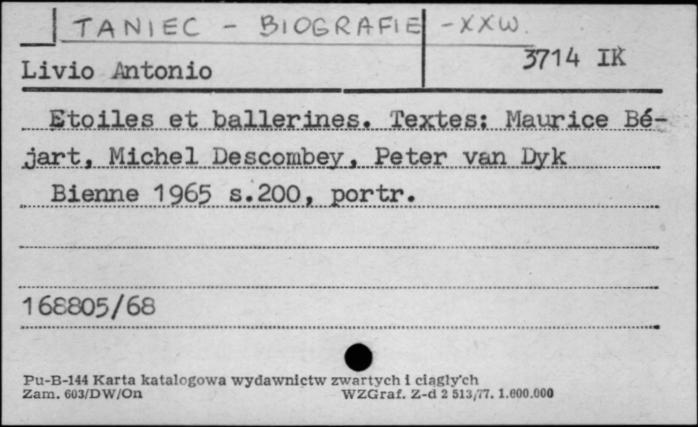 TANIEC - BIOGRAFIE - XXW.
3714 IK
Livio Antonio
Etoiles et ballerines. Textes: Maurice Bé-
jart, Michel Descombey, Peter van Dyk
Bienne 1965 s.200, portr.
168805/68
Pu-B-144 Karta katalogowa wydawnictw zwartych i ciągłych
Zam. 603/DW/On WZGraf. Z-d 2 513/77. 1.000.000